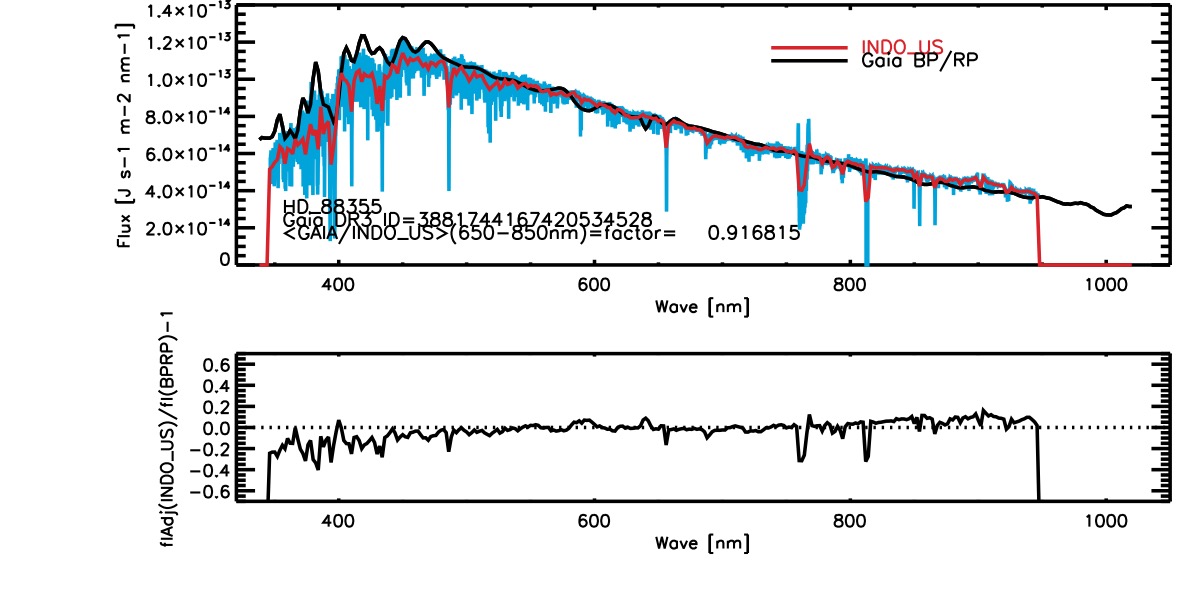 1.4×10−13
1.2×10−13
1.0×10−13
8.0×10−14
6.0×10−14
4.0×10−14
2.0×10−14
0
Flux [J s−1 m−2 nm−1]
INDO_US
Gaia BP/RP
HD_88355
Gaia DR3 ID=3881744167420534528
<GAIA/INDO_US>(650−850nm)=factor= 0.916815
400 600 800 1000
Wave [nm]
0.6
0.4
0.2
0.0
−0.2
−0.4
−0.6
flAdj(INDO_US)/fl(BPRP)−1
400 600 800 1000
Wave [nm]